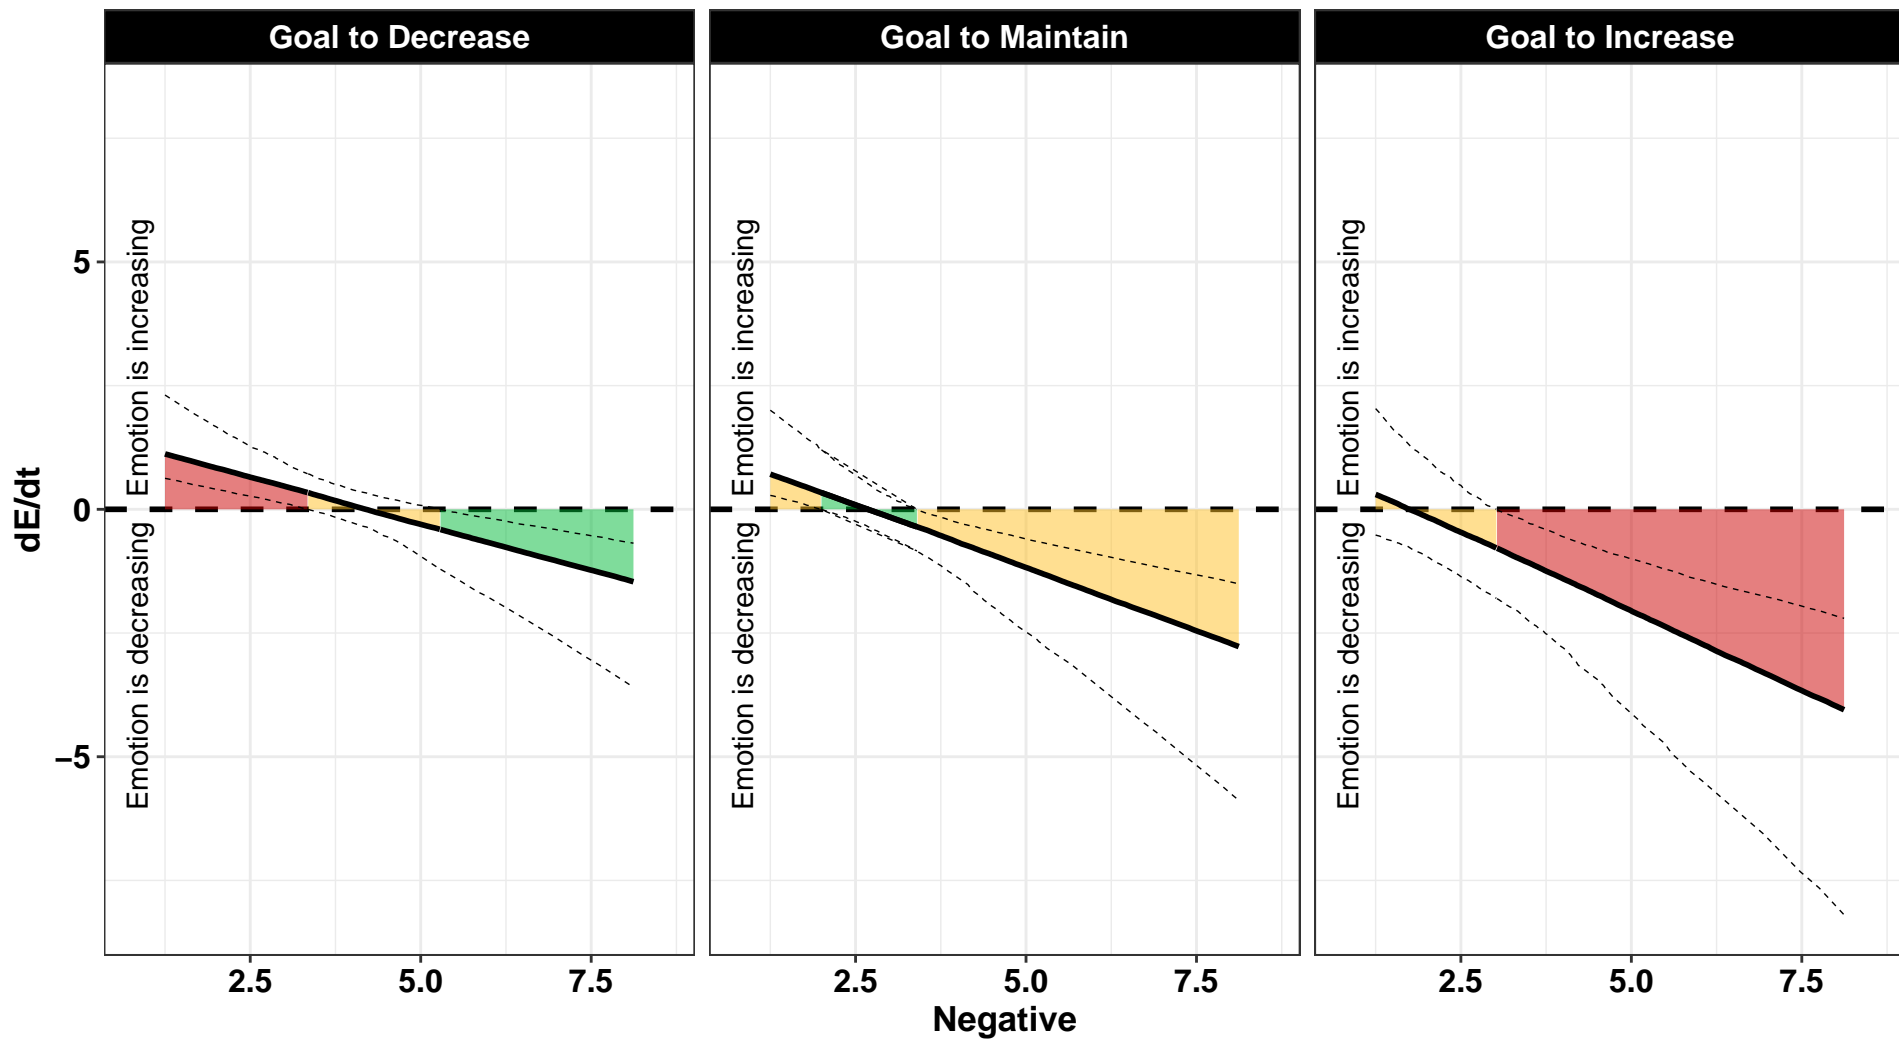 Goal to Decrease
Goal to Maintain
Goal to Increase
dE/dt
5
0
−5
Emotion is increasing
Emotion is decreasing
Emotion is increasing
Emotion is decreasing
Emotion is increasing
Emotion is decreasing
2.5 5.0 7.5
2.5 5.0 7.5
2.5 5.0 7.5
Negative